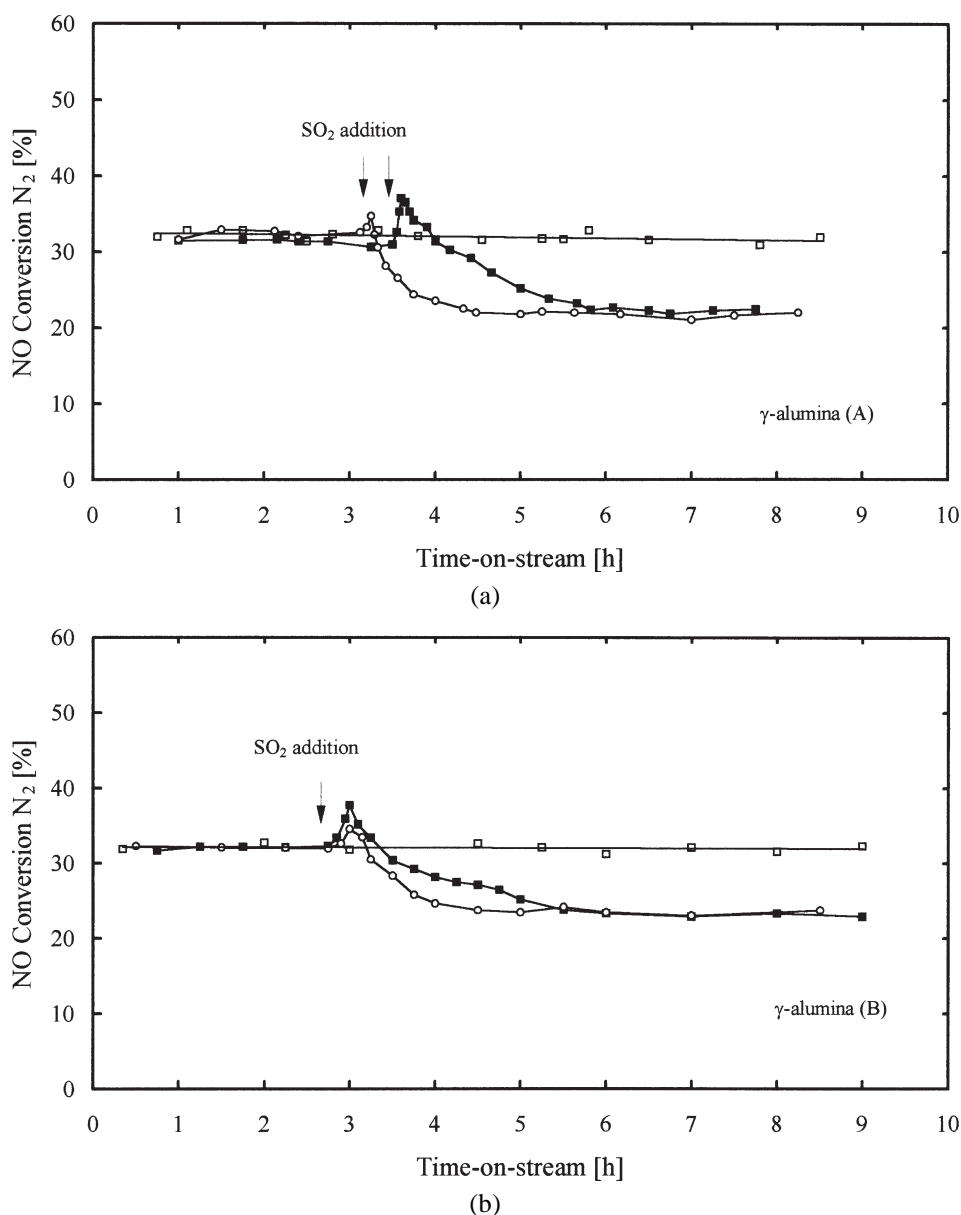 60
50
SO₂ addition
40
30
20
10
γ-alumina (A)
0
0 1 2 3 4 5 6 7 8 9 10
NO Conversion N₂ [%]
Time-on-stream [h]
(a)
60
50
SO₂ addition
40
30
20
10
γ-alumina (B)
0
0 1 2 3 4 5 6 7 8 9 10
NO Conversion N₂ [%]
Time-on-stream [h]
(b)